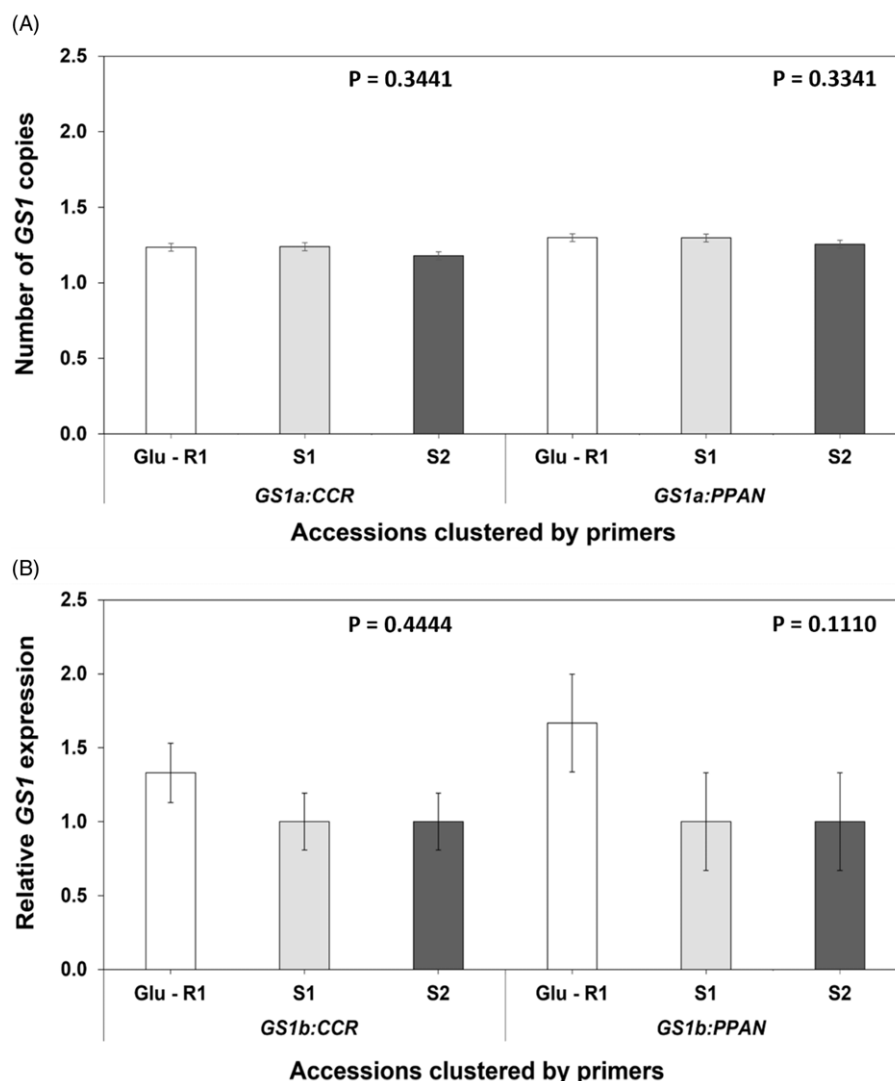 (A)
P = 0.3441
P = 0.3341
Number of GS1 copies
2.5
2.0
1.5
1.0
0.5
0.0
Glu - R1
S1
S2
Glu - R1
S1
S2
GS1a:CCR
GS1a:PPAN
Accessions clustered by primers
(B)
P = 0.4444
P = 0.1110
Relative GS1 expression
2.5
2.0
1.5
1.0
0.5
0.0
Glu - R1
S1
S2
Glu - R1
S1
S2
GS1b:CCR
GS1b:PPAN
Accessions clustered by primers